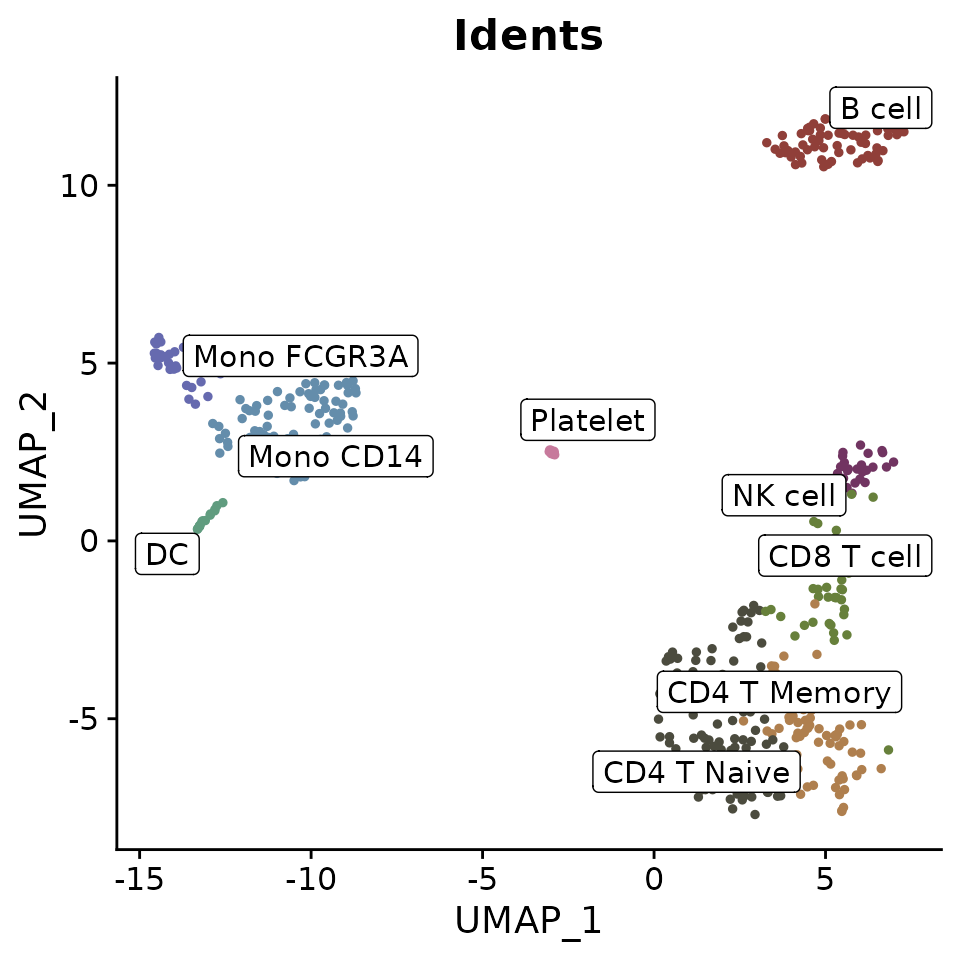 Idents
B cell
Mono FCGR3A
Mono CD14
Platelet
NK cell
DC
CD8 T cell
CD4 T Memory
CD4 T Naive
10
5
0
-5
UMAP_2
-15 -10 -5 0 5
UMAP_1